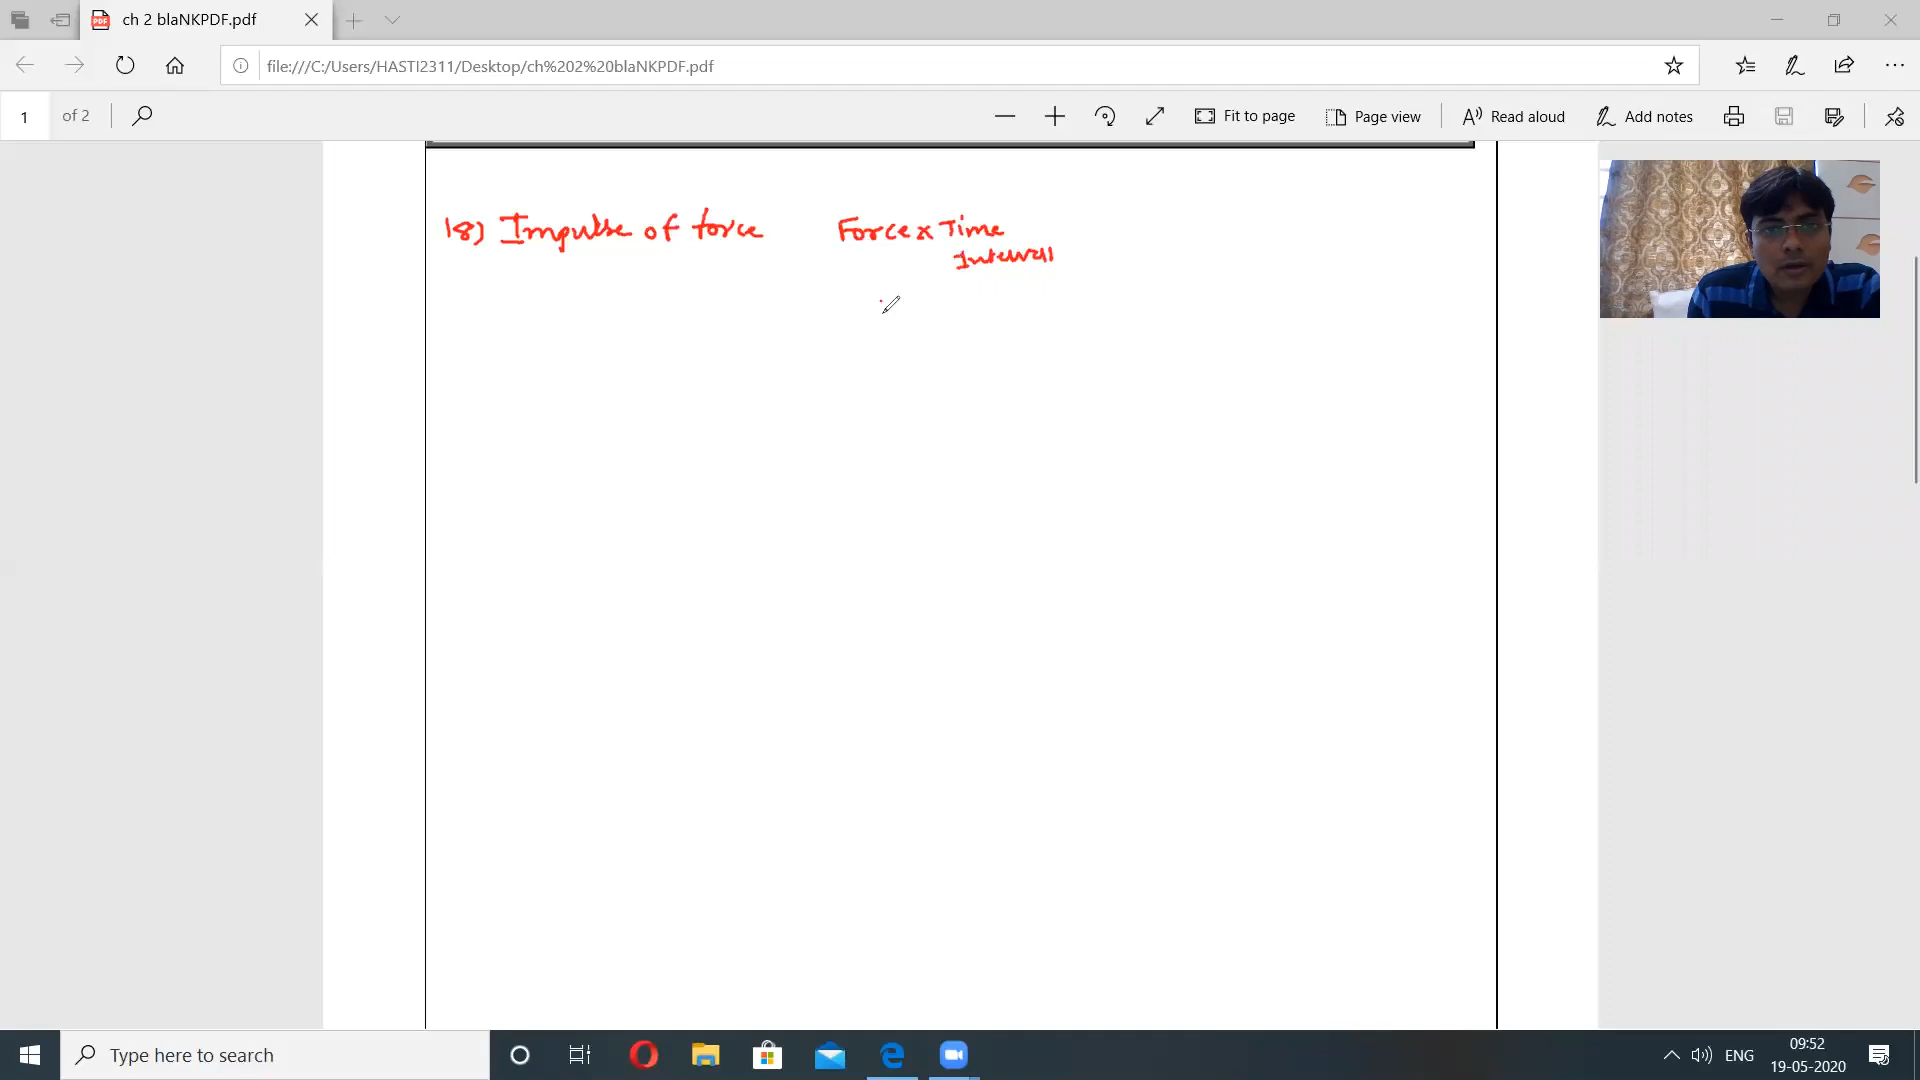 ch 2 blaNKPDF.pdf
file:///C:/Users/HASTI2311/Desktop/ch%202%20blaNKPDF.pdf
1 of 2 Fit to page Page view Read aloud Add notes
18) Impulse of force Force x Time
Intervall
Type here to search
ENG
09:52
19-05-2020